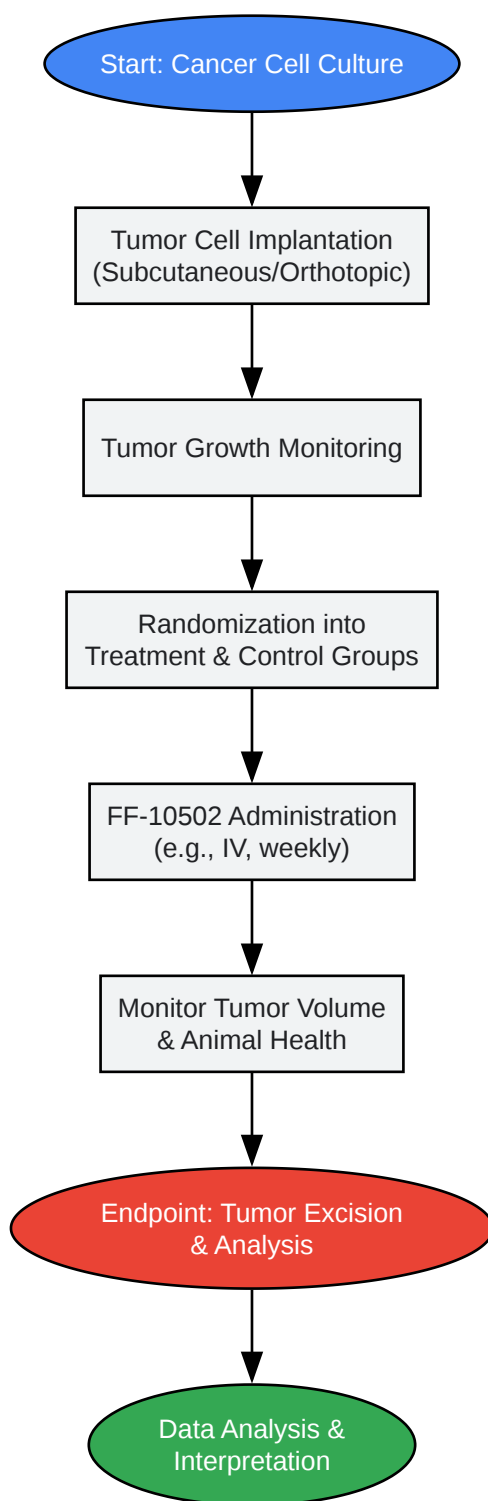 Start: Cancer Cell Culture
Tumor Cell Implantation
(Subcutaneous/Orthotopic)
Tumor Growth Monitoring
Randomization into
Treatment & Control Groups
FF-10502 Administration
(e.g., IV, weekly)
Monitor Tumor Volume
& Animal Health
Endpoint: Tumor Excision
& Analysis
Data Analysis &
Interpretation